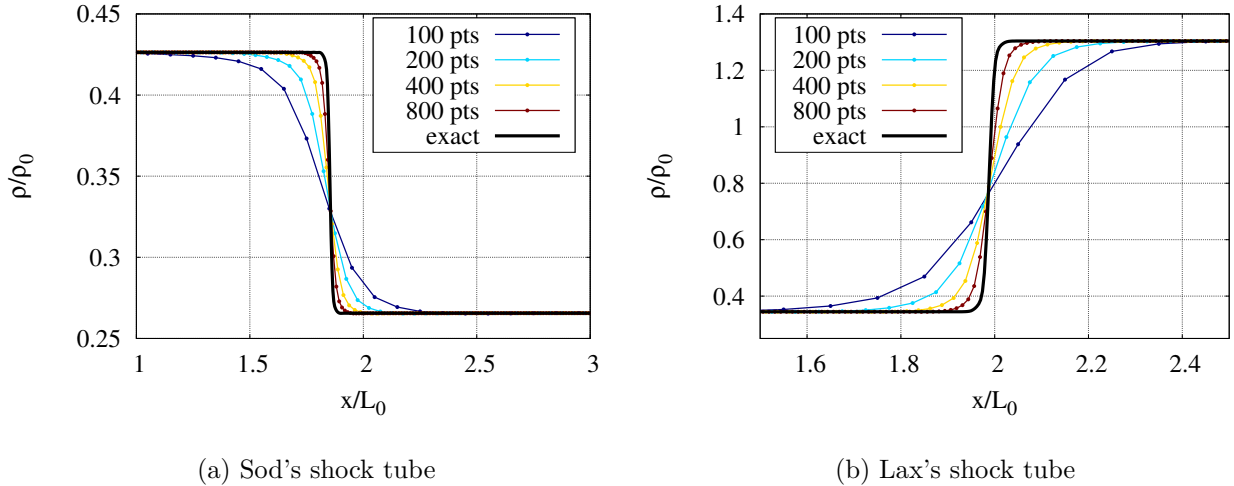 0.45
0.4
0.35
0.3
0.25
1
1.5
2
2.5
3
ρ/ρ0
x/L0
100 pts
200 pts
400 pts
800 pts
exact
(a) Sod's shock tube
1.4
1.2
1
0.8
0.6
0.4
1.6
1.8
2
2.2
2.4
ρ/ρ0
x/L0
100 pts
200 pts
400 pts
800 pts
exact
(b) Lax's shock tube